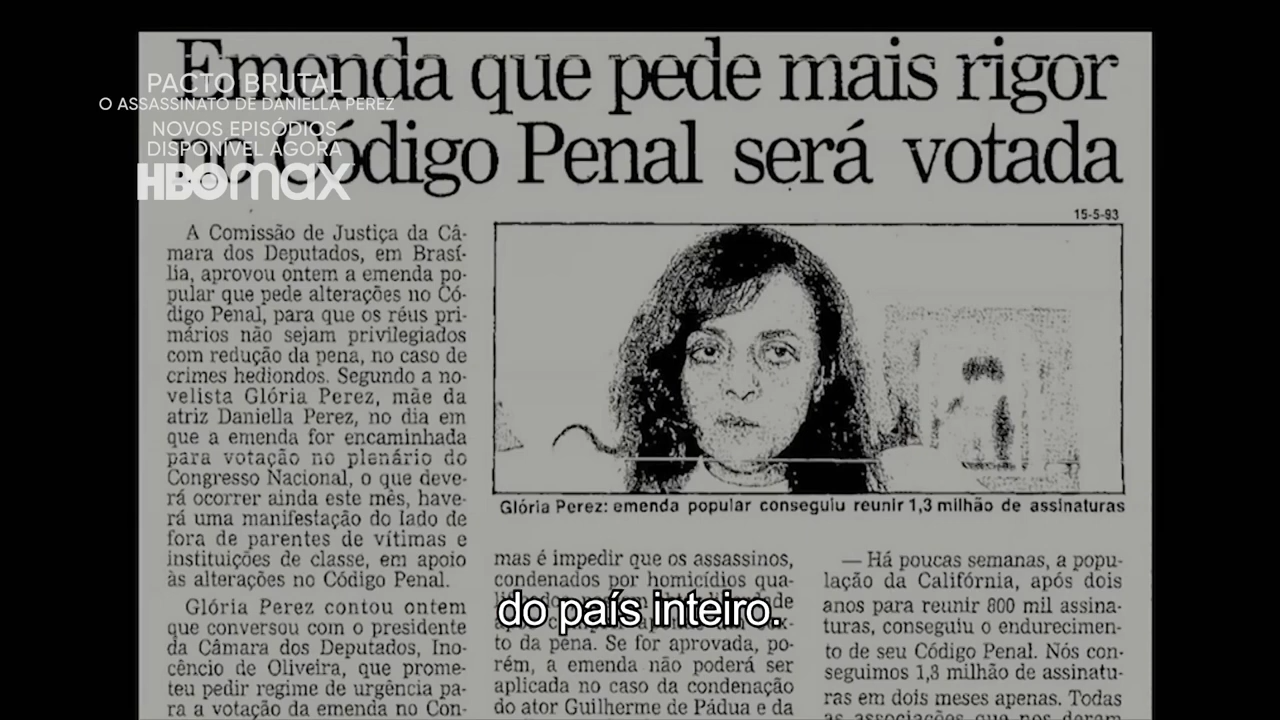 Emenda que pede mais rigor
no Código Penal será votada
PACTO BRUTAL
O ASSASSINATO DE DANIELLA PEREZ
NOVOS EPISÓDIOS
DISPONÍVEL AGORA
HBOmax
15-5-93
A Comissão de Justiça da Câ-
mara dos Deputados, em Brasí-
lia, aprovou ontem a emenda po-
pular que pede alterações no Có-
digo Penal, para que os réus pri-
mários não sejam privilegiados
com redução da pena, no caso de
crimes hediondos. Segundo a no-
velista Glória Perez, mãe da
atriz Daniella Perez, no dia em
que a emenda for encaminhada
para votação no plenário do
Congresso Nacional, o que deve-
rá ocorrer ainda este mês, have-
rá uma manifestação do lado de
fora de parentes de vítimas e
instituições de classe, em apoio
às alterações no Código Penal.
Glória Perez contou ontem
que conversou com o presidente
da Câmara dos Deputados, Ino-
cêncio de Oliveira, que prome-
teu pedir regime de urgência pa-
ra a votação da emenda no Con-
Glória Perez: emenda popular conseguiu reunir 1,3 milhão de assinaturas
mas é impedir que os assassinos,
condenados por homicídios qua-
to da pena. Se for aprovada, po-
rém, a emenda não poderá ser
aplicada no caso da condenação
do ator Guilherme de Pádua e da
— Há poucas semanas, a popu-
lação da Califórnia, após dois
anos para reunir 800 mil assina-
turas, conseguiu o endurecimen-
to de seu Código Penal. Nós con-
seguimos 1,3 milhão de assinatu-
ras em dois meses apenas. Todas
as associações que nos deram
do país inteiro.